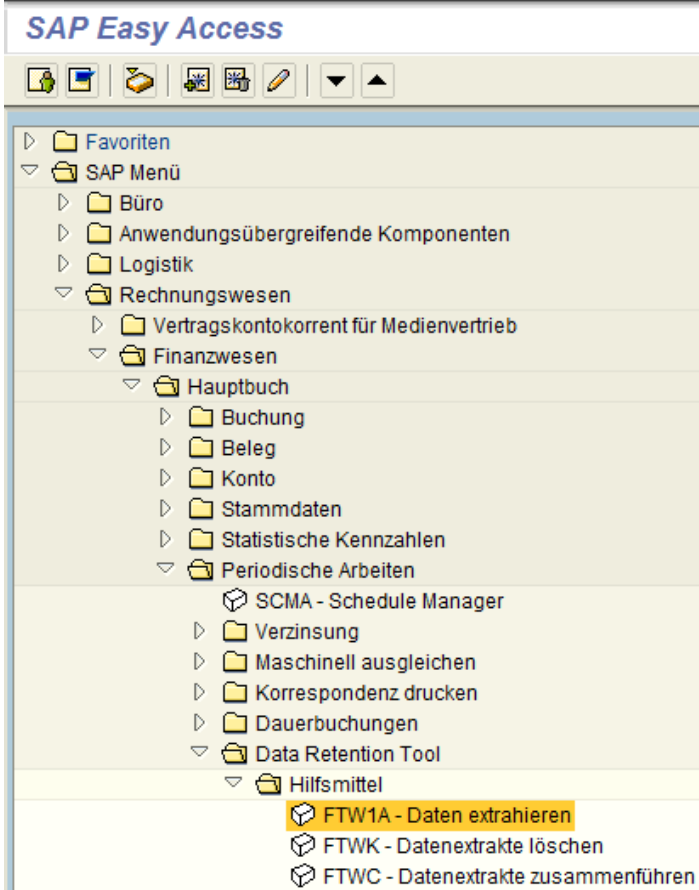 SAP Easy Access
Favoriten
SAP Menü
Büro
Anwendungsübergreifende Komponenten
Logistik
Rechnungswesen
Vertragskontokorrent für Medienvertrieb
Finanzwesen
Hauptbuch
Buchung
Beleg
Konto
Stammdaten
Statistische Kennzahlen
Periodische Arbeiten
SCMA - Schedule Manager
Verzinsung
Maschinell ausgleichen
Korrespondenz drucken
Dauerbuchungen
Data Retention Tool
Hilfsmittel
FTW1A - Daten extrahieren
FTWK - Datenextrakte löschen
FTWC - Datenextrakte zusammenführen